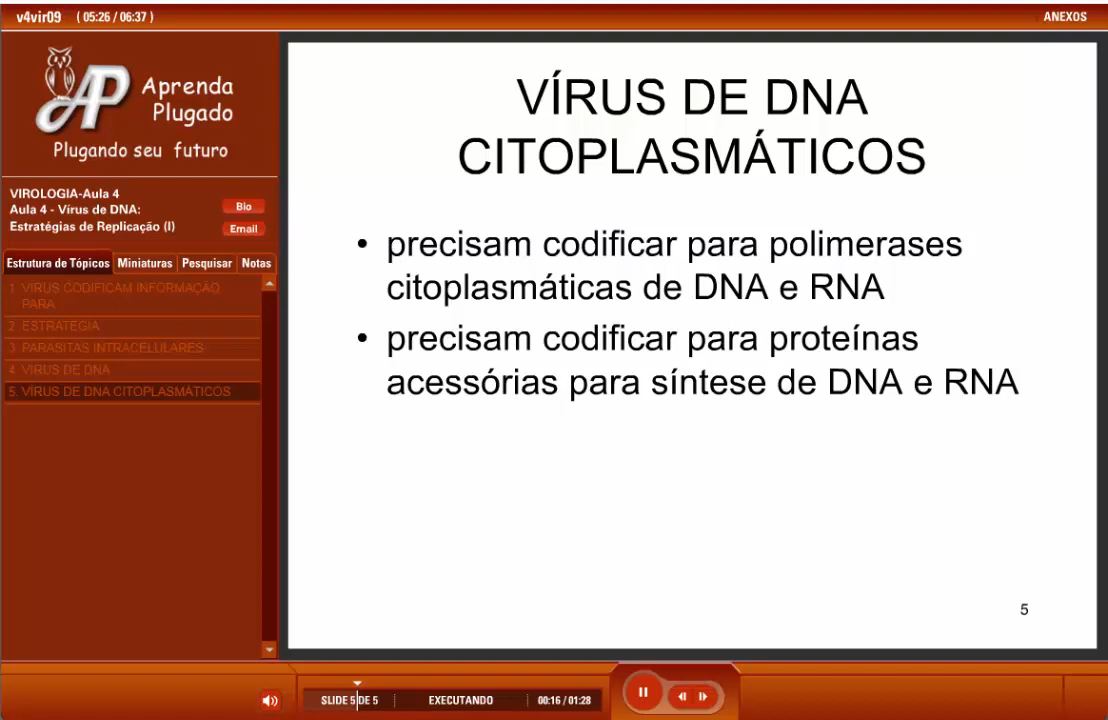 v4vir09 ( 05:26 / 06:37 )
ANEXOS
AP
Aprenda
Plugado
Plugando seu futuro
VIROLOGIA-Aula 4
Aula 4 - Vírus de DNA:
Estratégias de Replicação (I)
Bio
Email
Estrutura de Tópicos Miniaturas Pesquisar Notas
1 VÍRUS CODIFICAM INFORMAÇÃO
PARA
2. ESTRATÉGIA
3. PARASITAS INTRACELULARES
4. VÍRUS DE DNA
5. VÍRUS DE DNA CITOPLASMÁTICOS
VÍRUS DE DNA
CITOPLASMÁTICOS
• precisam codificar para polimerases
citoplasmáticas de DNA e RNA
• precisam codificar para proteínas
acessórias para síntese de DNA e RNA
5
SLIDE 5 DE 5
EXECUTANDO
00:16 / 01:28